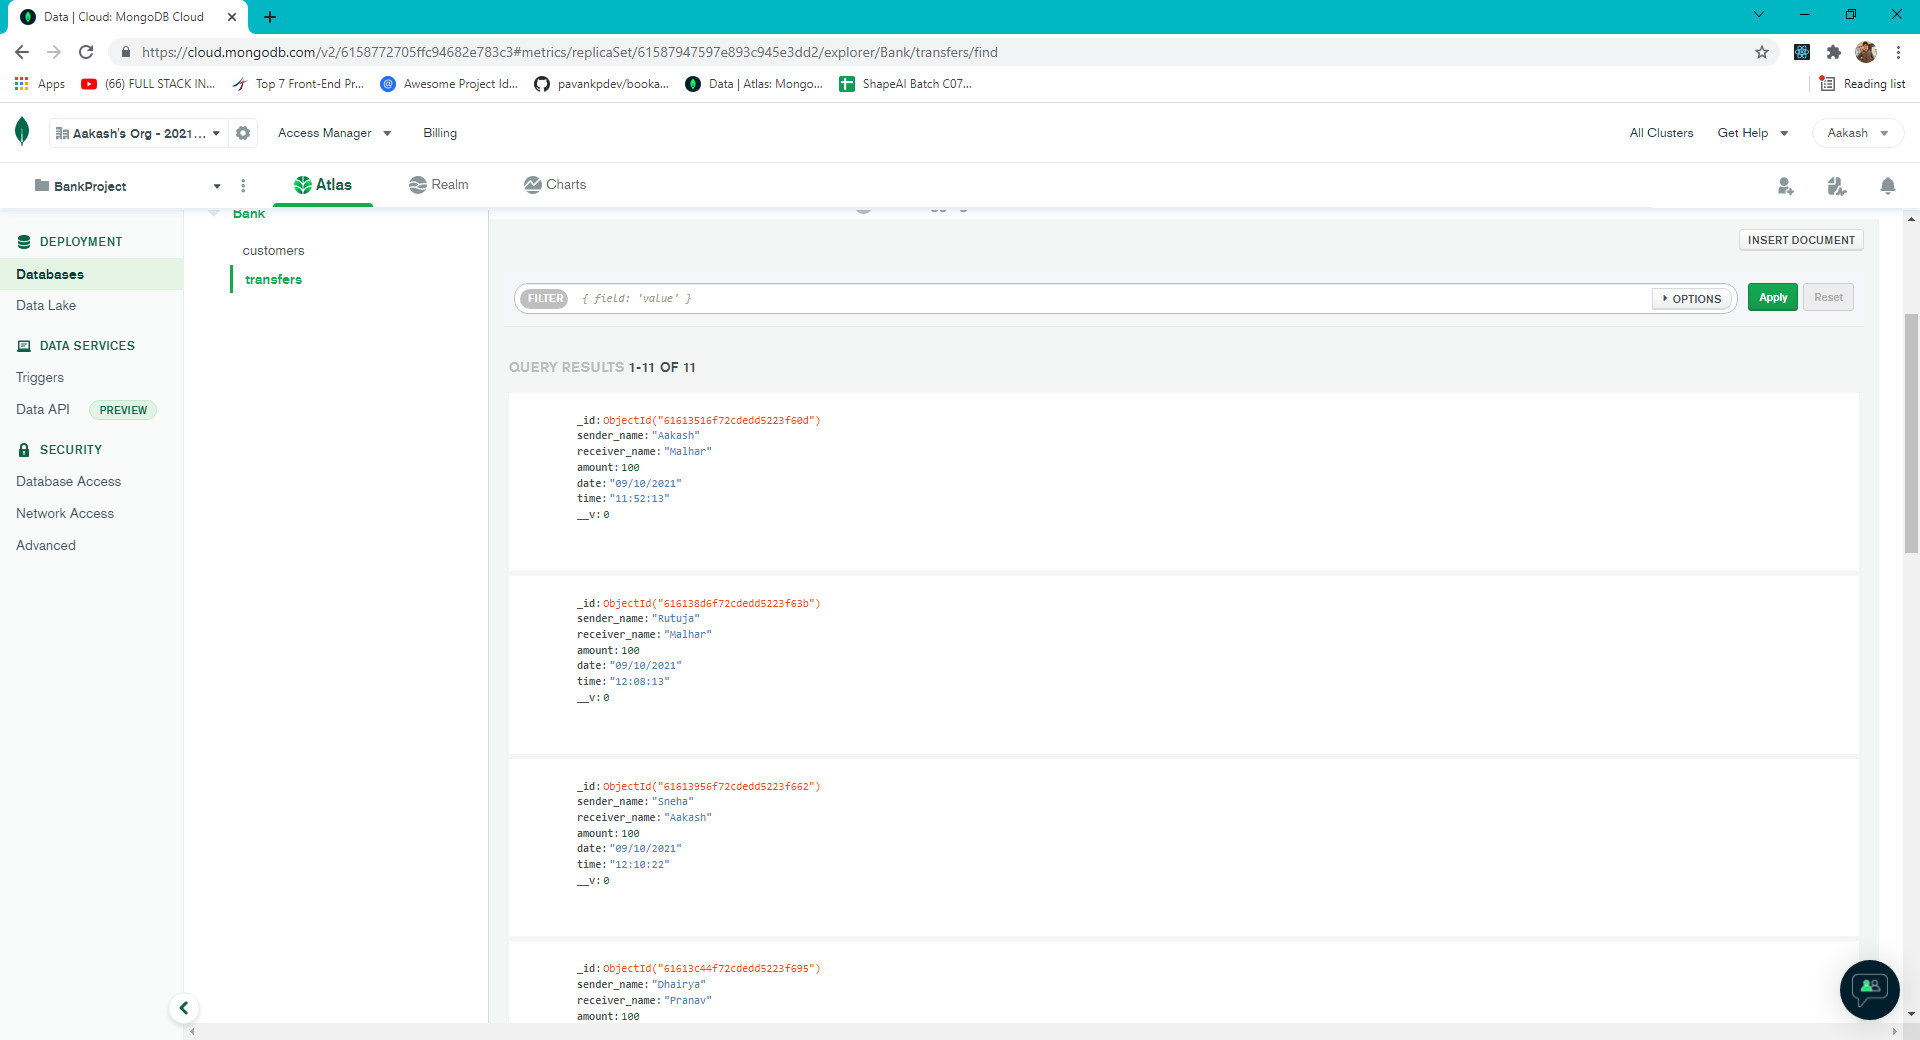 Data | Cloud: MongoDB Cloud
https://cloud.mongodb.com/v2/6158772705ffc94682e783c3#metrics/replicaSet/61587947597e893c945e3dd2/explorer/Bank/transfers/find
Apps (66) FULL STACK IN... Top 7 Front-End Pr... Awesome Project Id... pavankpdev/booka... Data | Atlas: Mongo... ShapeAI Batch C07... Reading list
Aakash's Org - 2021... Access Manager Billing All Clusters Get Help Aakash
BankProject Atlas Realm Charts
DEPLOYMENT
Databases
Data Lake
DATA SERVICES
Triggers
Data API PREVIEW
SECURITY
Database Access
Network Access
Advanced
Bank
customers
transfers
INSERT DOCUMENT
FILTER { field: 'value' } OPTIONS Apply Reset
QUERY RESULTS 1-11 OF 11
_id: ObjectId("61613516f72cdedd5223f60d")
sender_name: "Aakash"
receiver_name: "Malhar"
amount: 100
date: "09/10/2021"
time: "11:52:13"
__v: 0
_id: ObjectId("616138d6f72cdedd5223f63b")
sender_name: "Rutuja"
receiver_name: "Malhar"
amount: 100
date: "09/10/2021"
time: "12:08:13"
__v: 0
_id: ObjectId("61613956f72cdedd5223f662")
sender_name: "Sneha"
receiver_name: "Aakash"
amount: 100
date: "09/10/2021"
time: "12:10:22"
__v: 0
_id: ObjectId("61613c44f72cdedd5223f695")
sender_name: "Dhairya"
receiver_name: "Pranav"
amount: 100